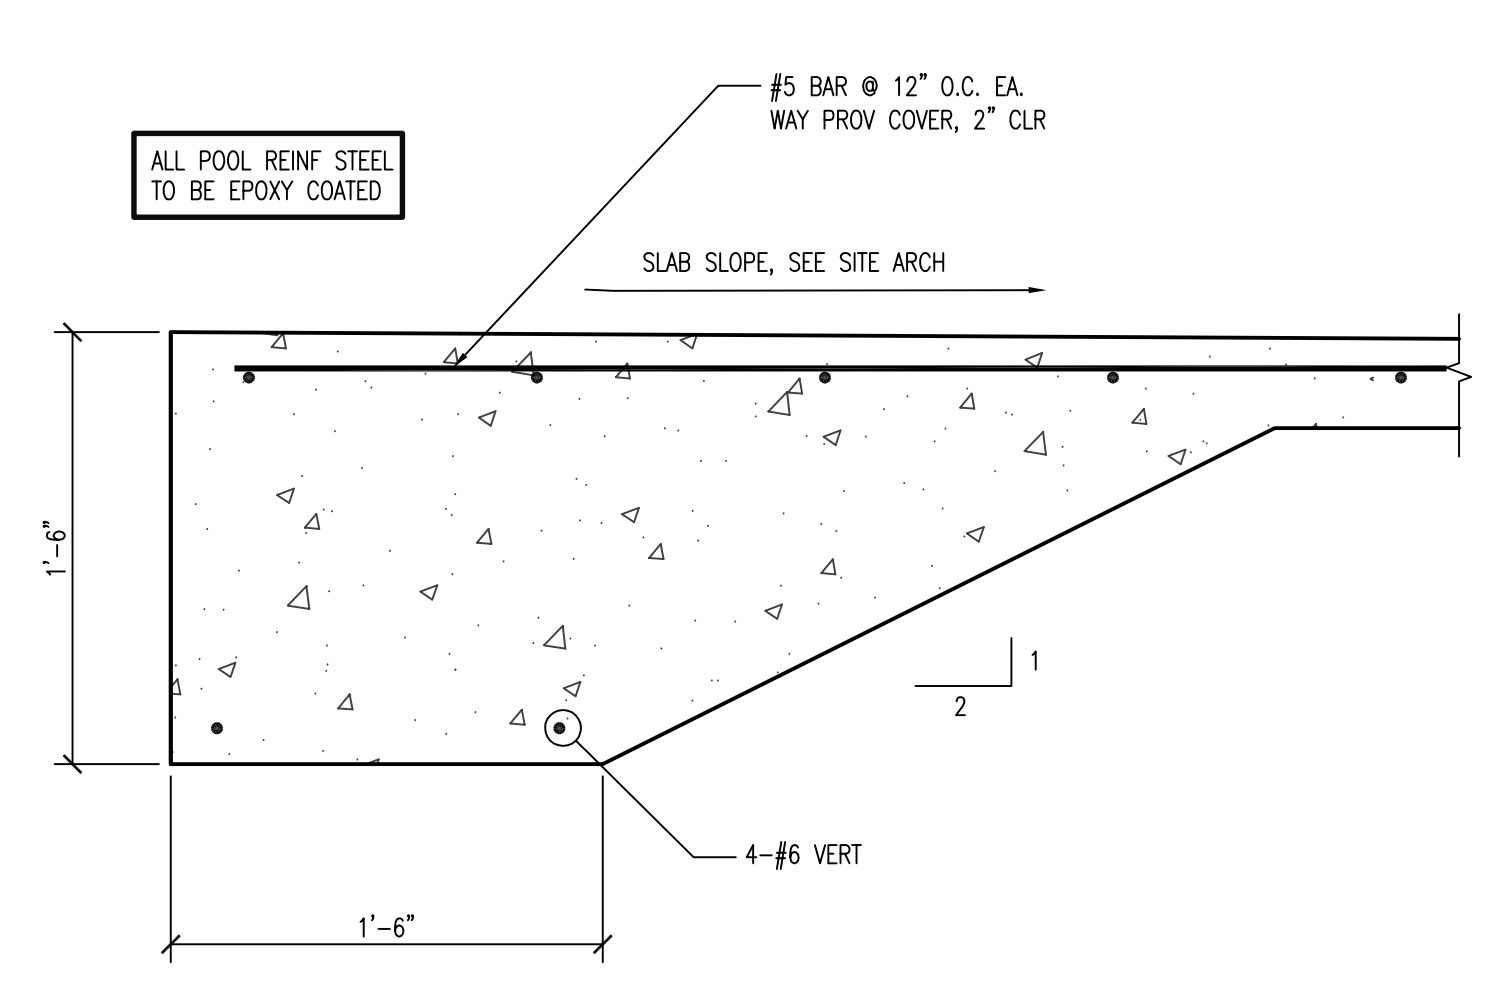 #5 BAR @ 12" O.C. EA.
WAY PROV COVER, 2" CLR
ALL POOL REINF STEEL
TO BE EPOXY COATED
SLAB SLOPE, SEE SITE ARCH
1'-6"
1
2
4-#6 VERT
1'-6"